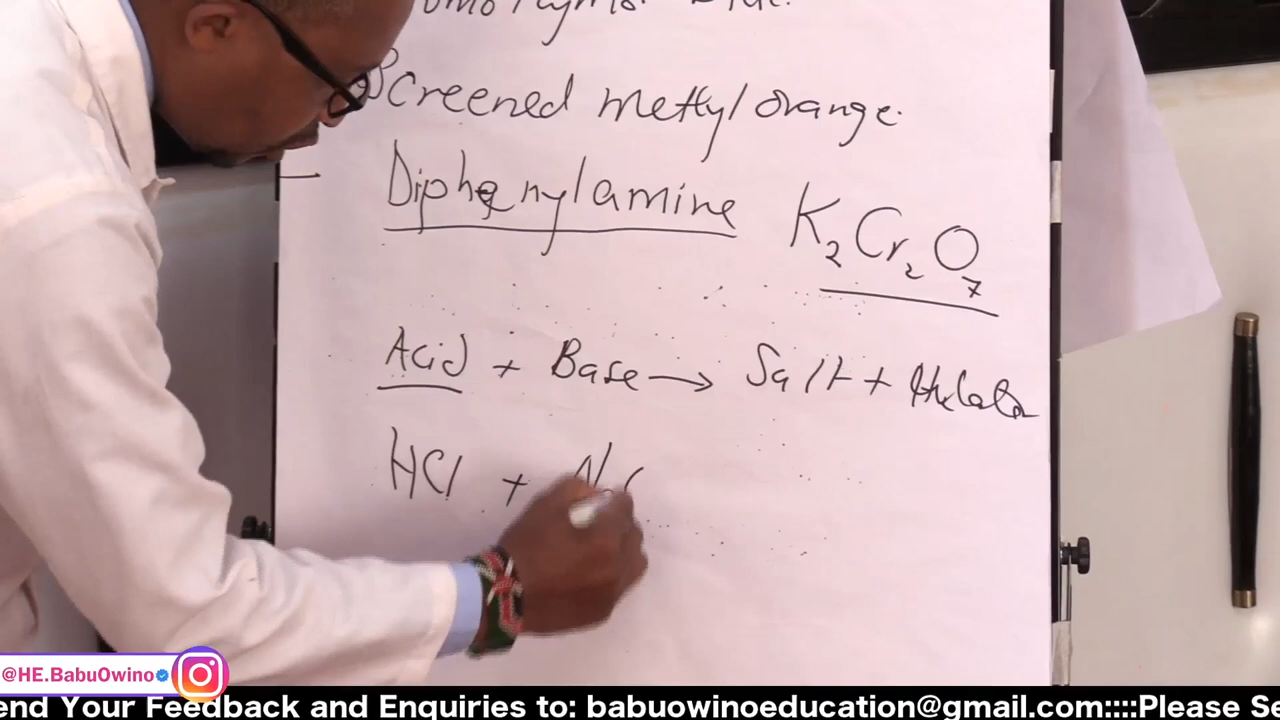 Screened methyl orange.
Diphenylamine K₂Cr₂O₇
Acid + Base → Salt +
HCl + Na
@HE.BabuOwino
end Your Feedback and Enquiries to: babuowinoeducation@gmail.com::::Please Se